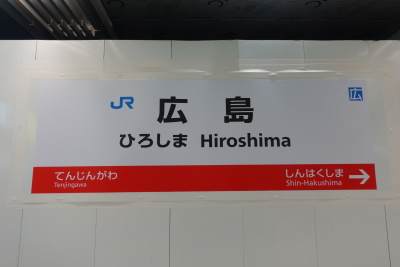 JR 広島 広
ひろしま Hiroshima
てんじんがわ しんはくしま →
Tenjingawa Shin-Hakushima